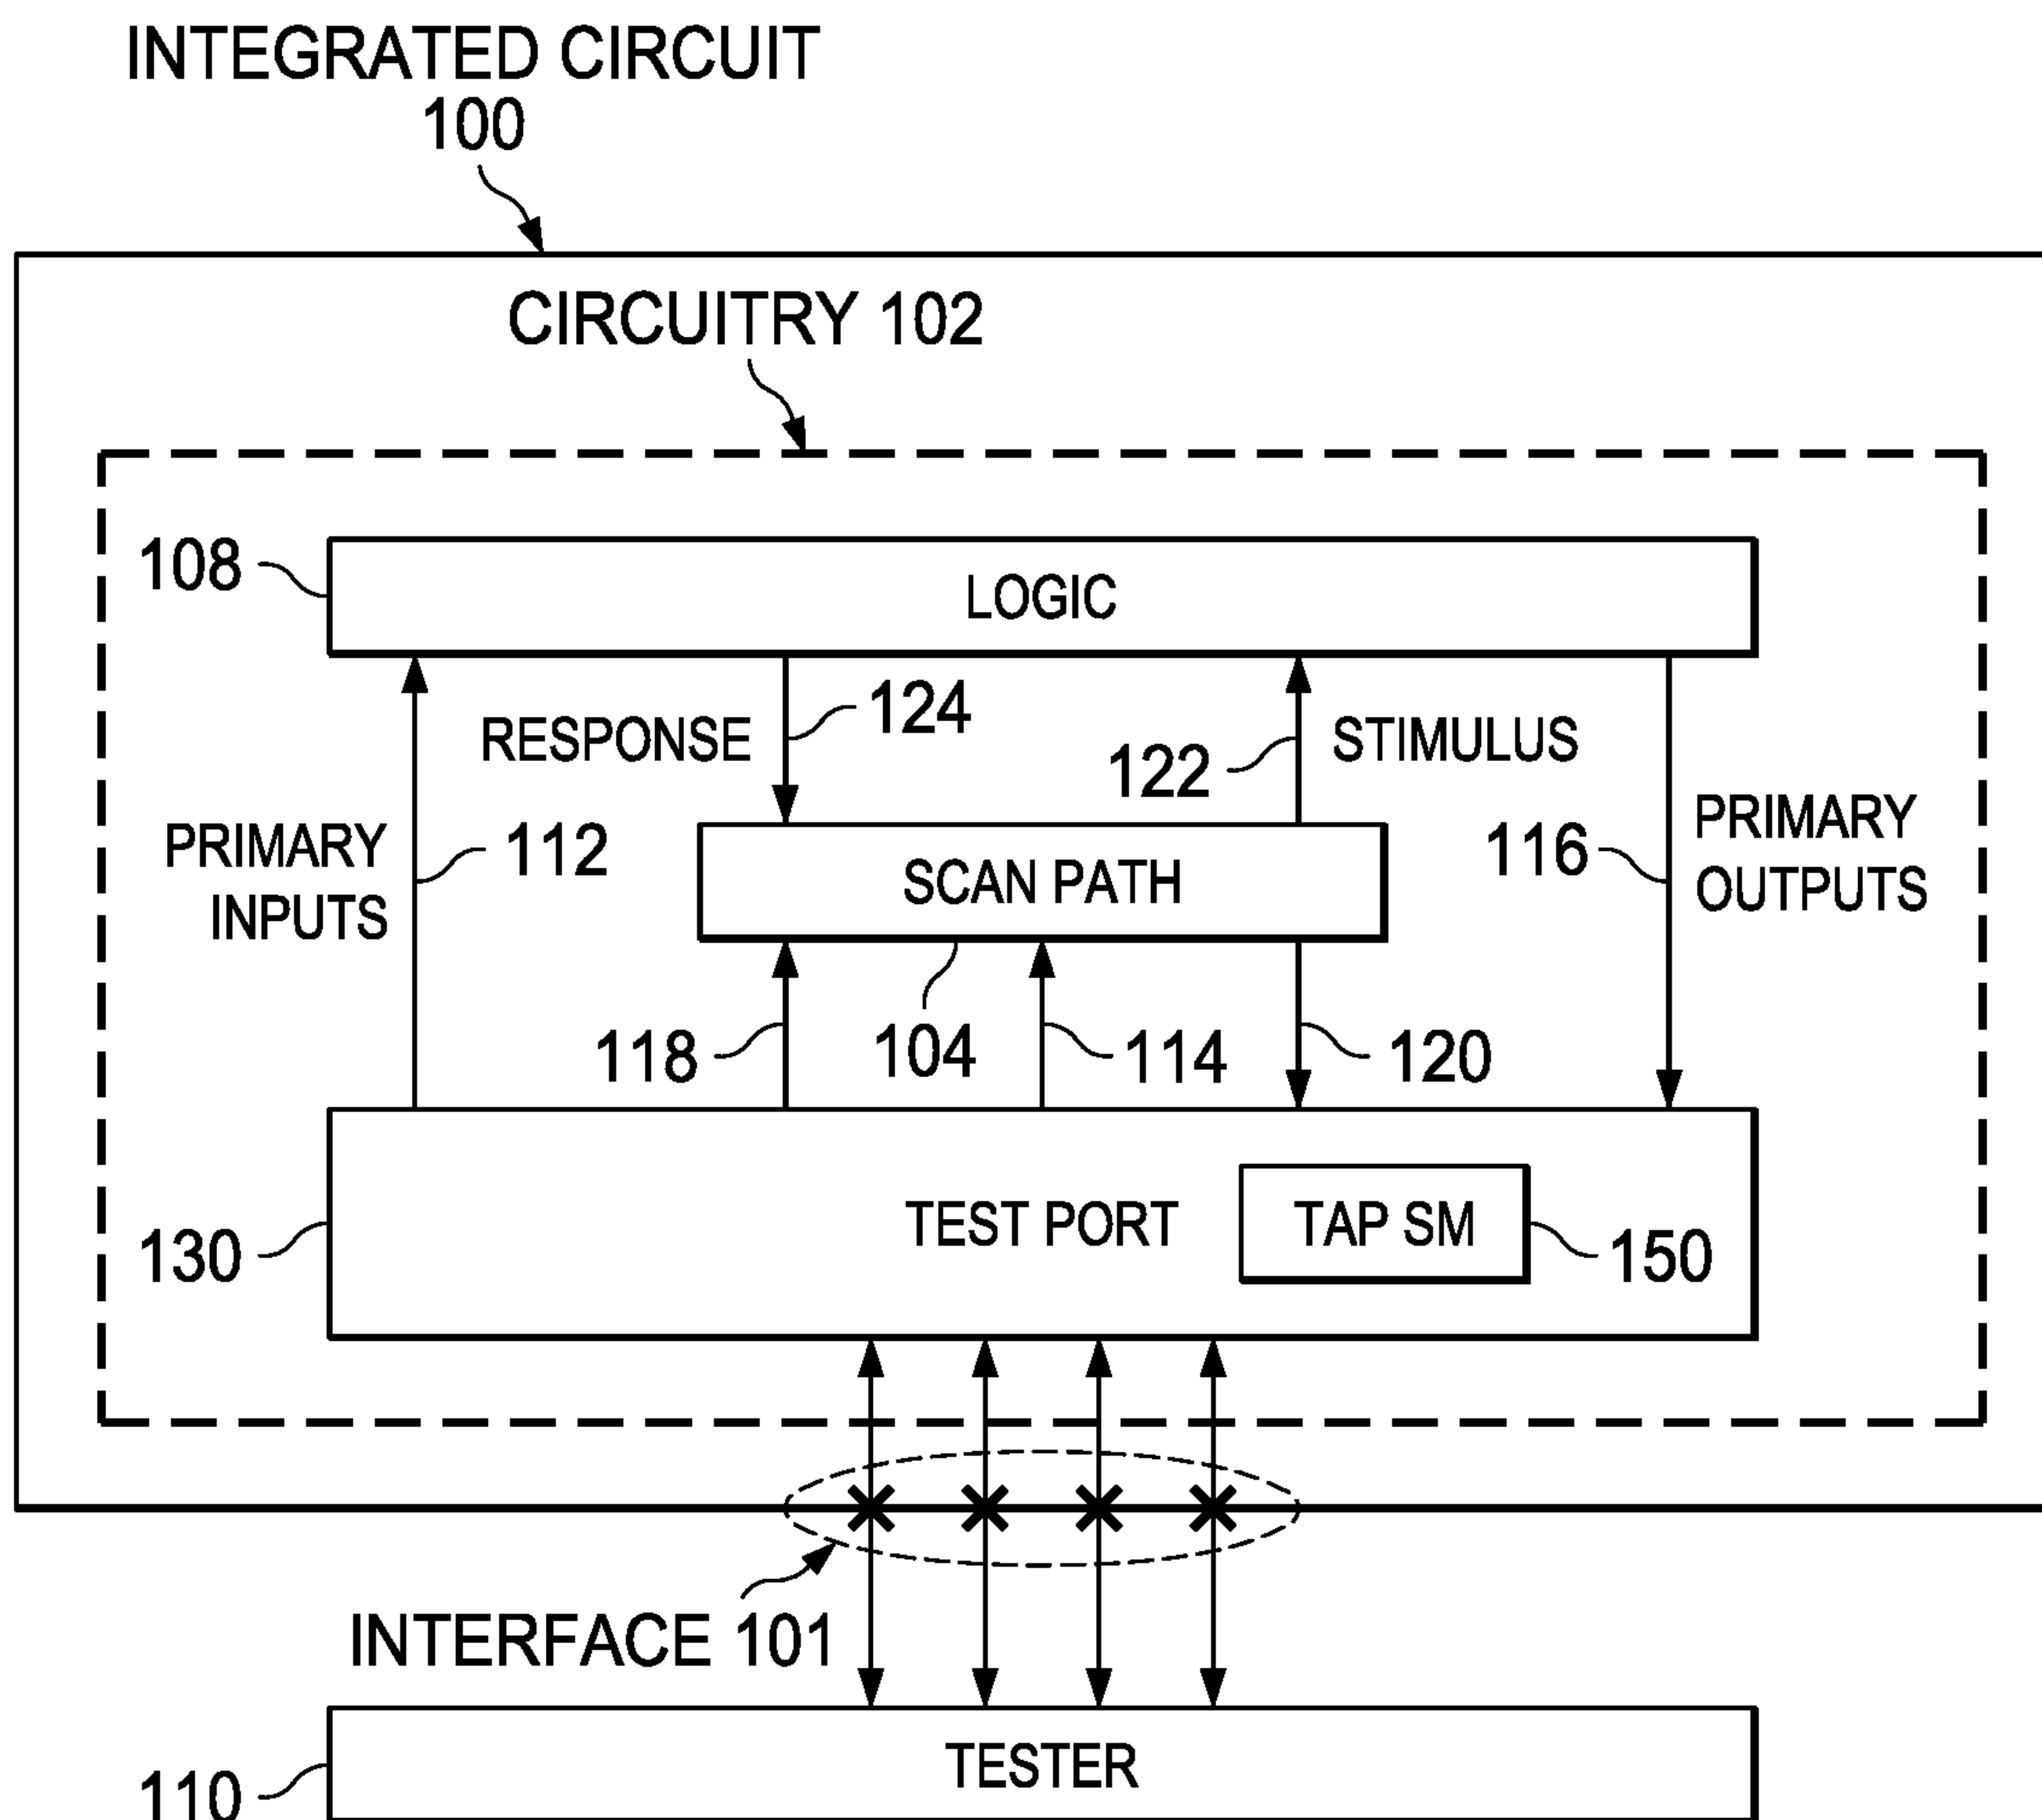 INTEGRATED CIRCUIT
100
CIRCUITRY 102
108
LOGIC
RESPONSE
124
122
STIMULUS
PRIMARY
INPUTS
112
SCAN PATH
116
PRIMARY
OUTPUTS
118
104
114
120
130
TEST PORT
TAP SM
150
INTERFACE 101
110
TESTER